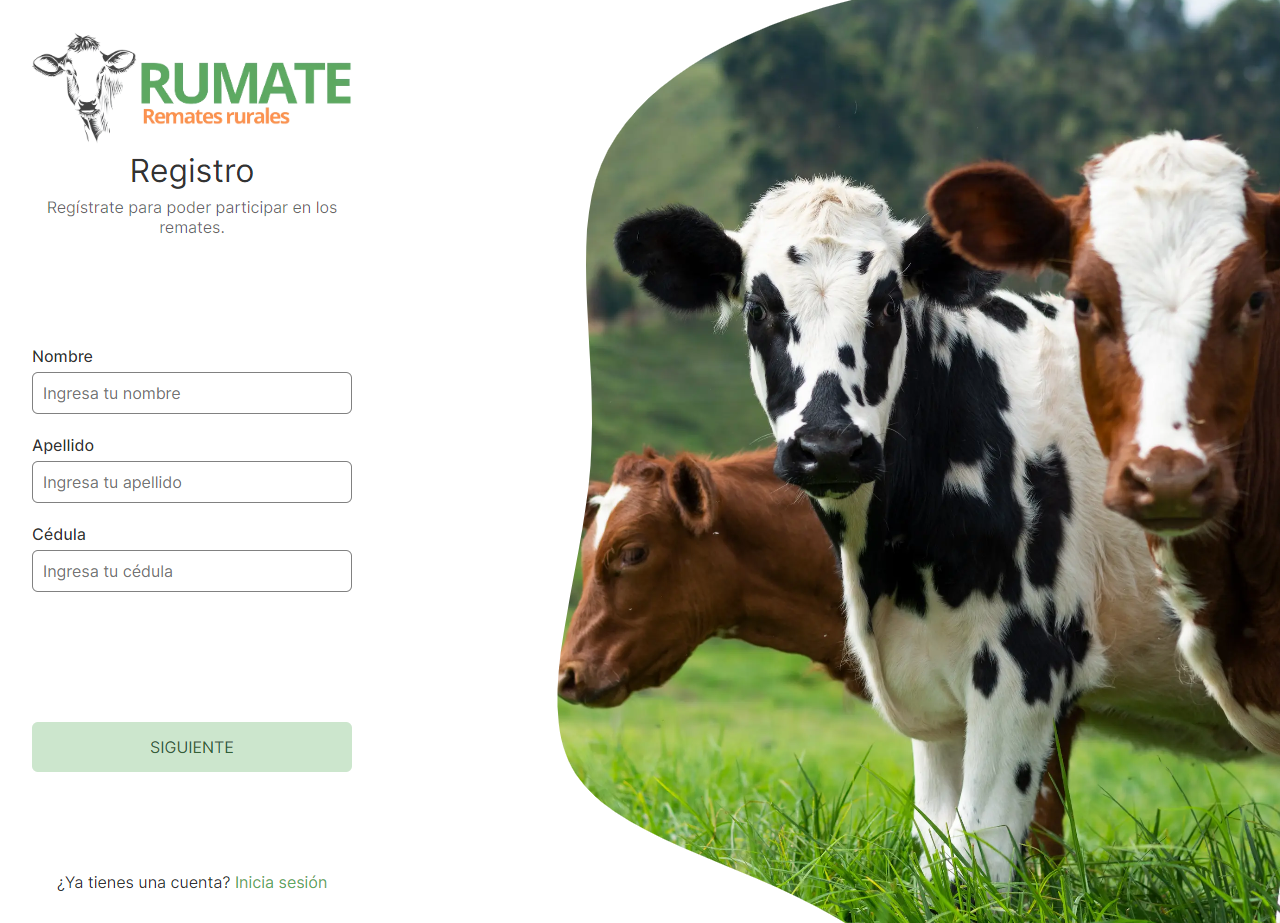 RUMATE
Remates rurales
Registro
Regístrate para poder participar en los
remates.
Nombre
Ingresa tu nombre
Apellido
Ingresa tu apellido
Cédula
Ingresa tu cédula
SIGUIENTE
¿Ya tienes una cuenta? Inicia sesión